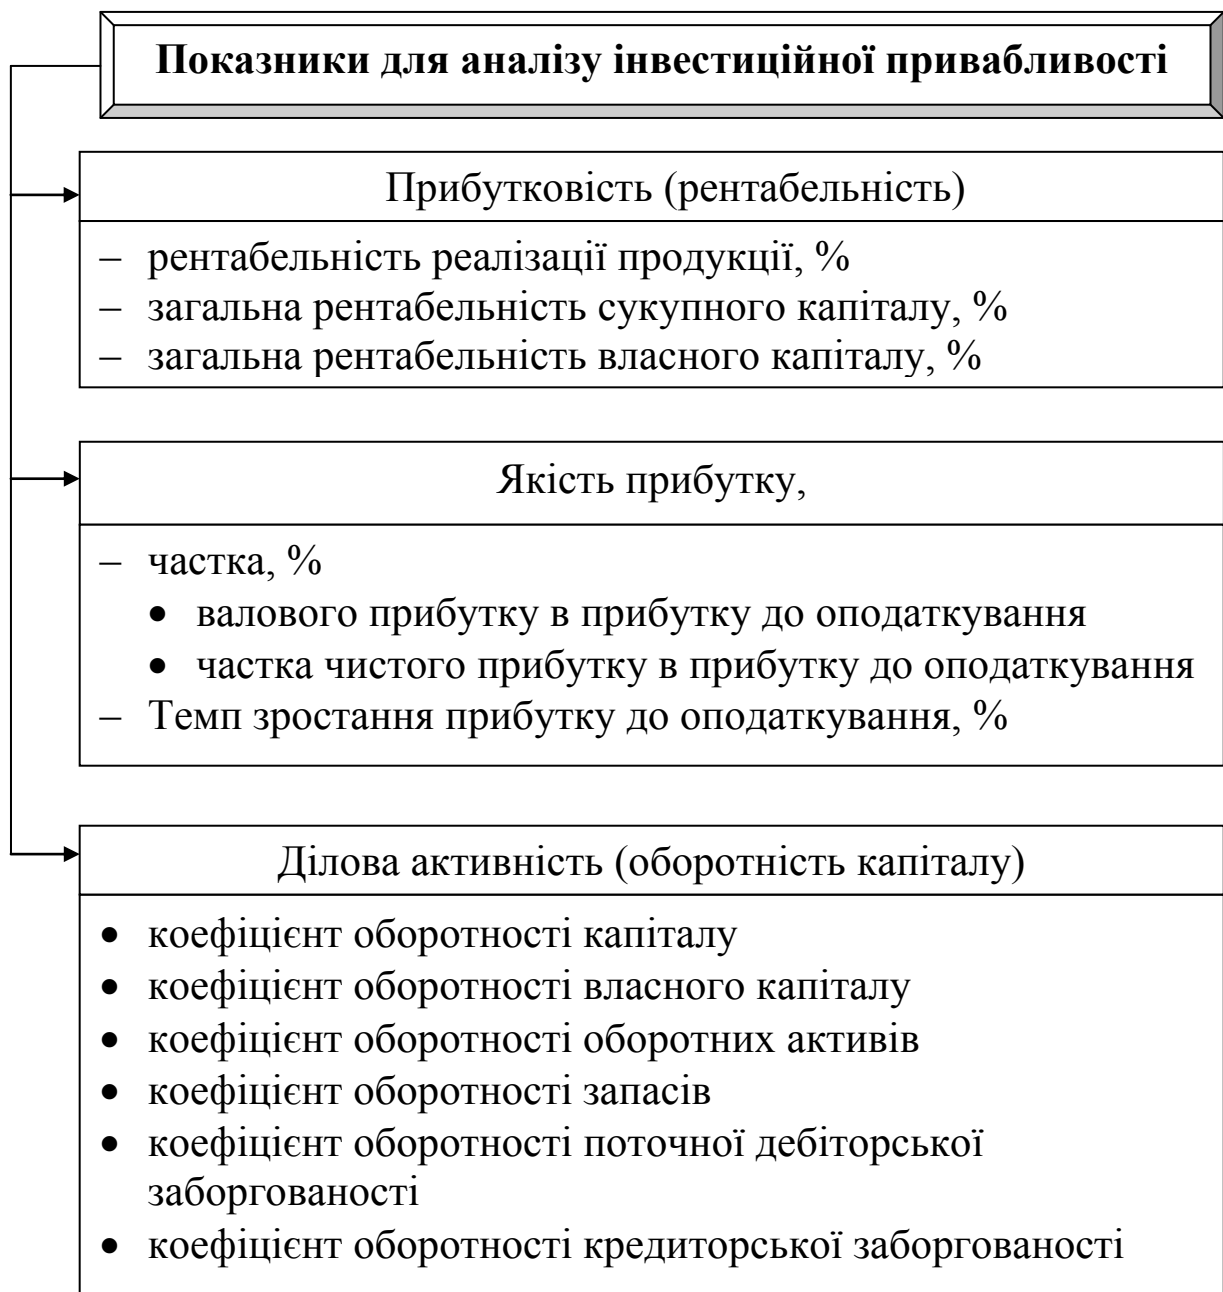 Показники для аналізу інвестиційної привабливості
Прибутковість (рентабельність)
– рентабельність реалізації продукції, %
– загальна рентабельність сукупного капіталу, %
– загальна рентабельність власного капіталу, %
Якість прибутку,
– частка, %
• валового прибутку в прибутку до оподаткування
• частка чистого прибутку в прибутку до оподаткування
– Темп зростання прибутку до оподаткування, %
Ділова активність (оборотність капіталу)
• коефіцієнт оборотності капіталу
• коефіцієнт оборотності власного капіталу
• коефіцієнт оборотності оборотних активів
• коефіцієнт оборотності запасів
• коефіцієнт оборотності поточної дебіторської
заборгованості
• коефіцієнт оборотності кредиторської заборгованості